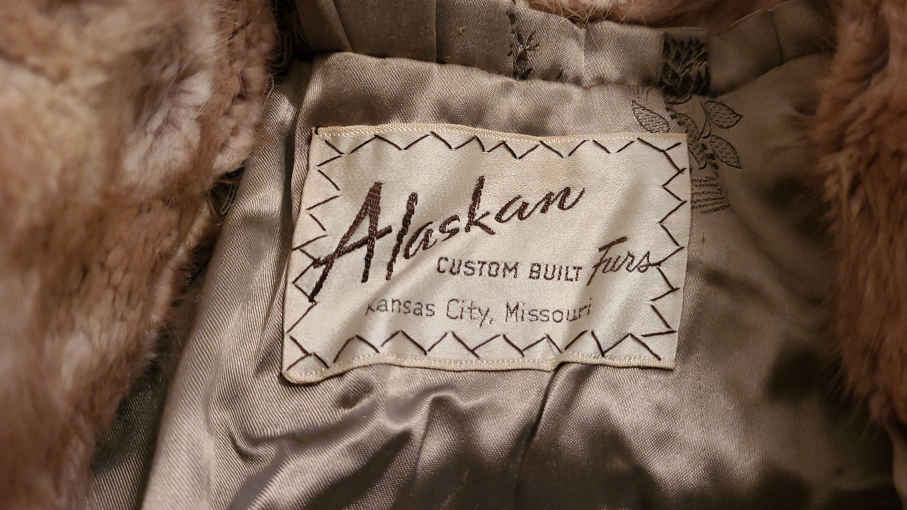 Alaskan
CUSTOM BUILT Furs
Kansas City, Missouri